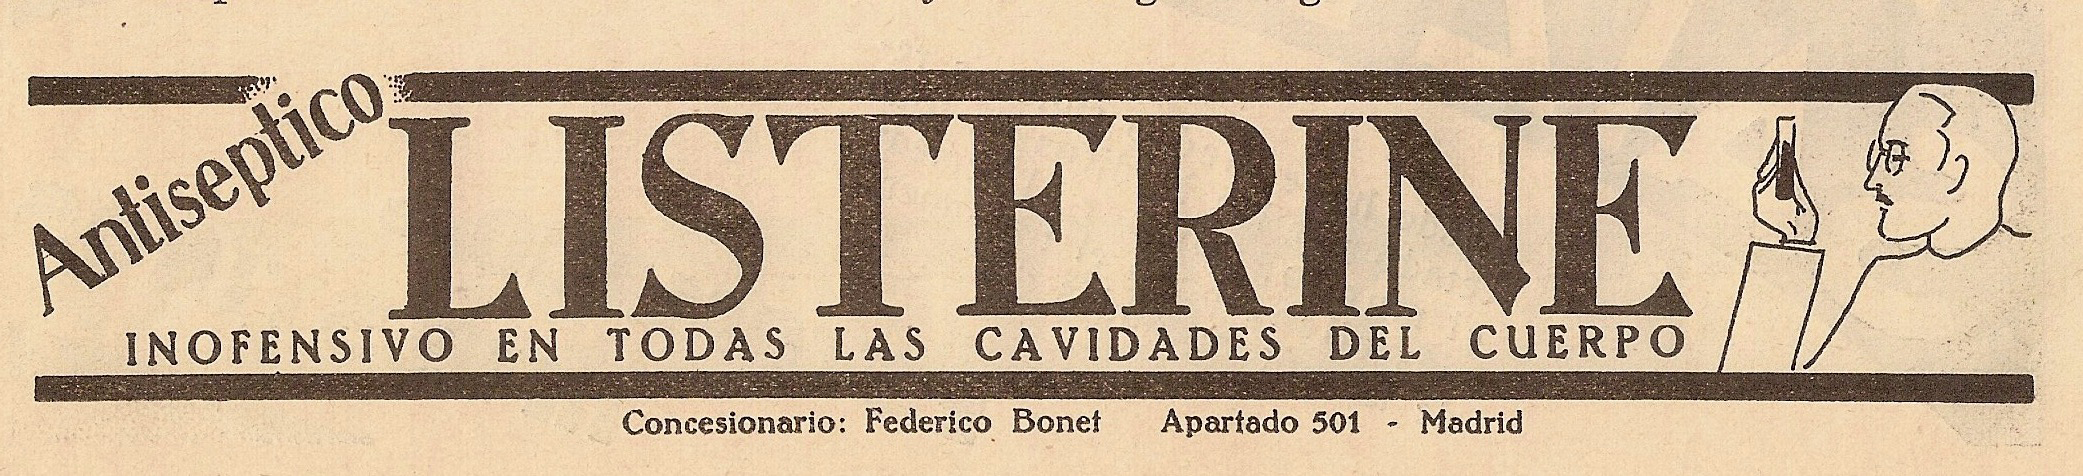 Antiseptico
LISTERINE
INOFENSIVO EN TODAS LAS CAVIDADES DEL CUERPO
Concesionario: Federico Bonet Apartado 501 - Madrid